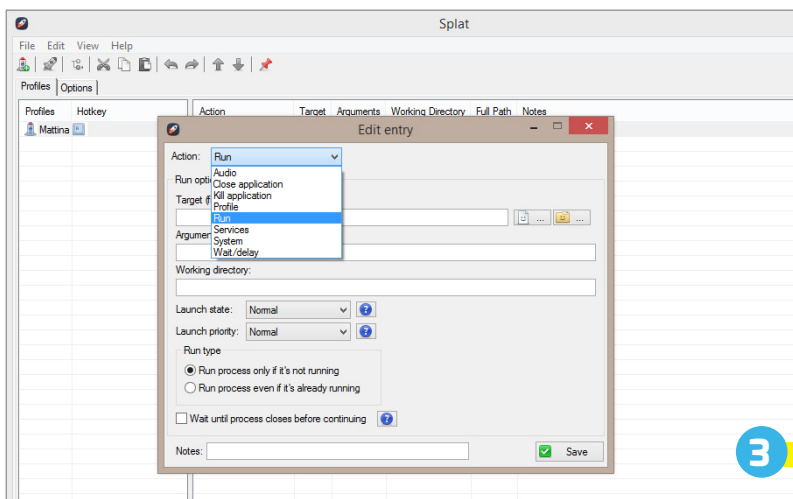 Splat
File Edit View Help
Profiles Options
Profiles Hotkey Action Target Arguments Working Directory Full Path Notes
Mattina
Edit entry
Action: Run
Audio
Close application
Kill application
Profile
Run
Services
System
Wait/delay
Run opti
Target (f
... ...
Argumen
Working directory:
Launch state: Normal
Launch priority: Normal
Run type
Run process only if it's not running
Run process even if it's already running
Wait until process closes before continuing
Notes: Save
3